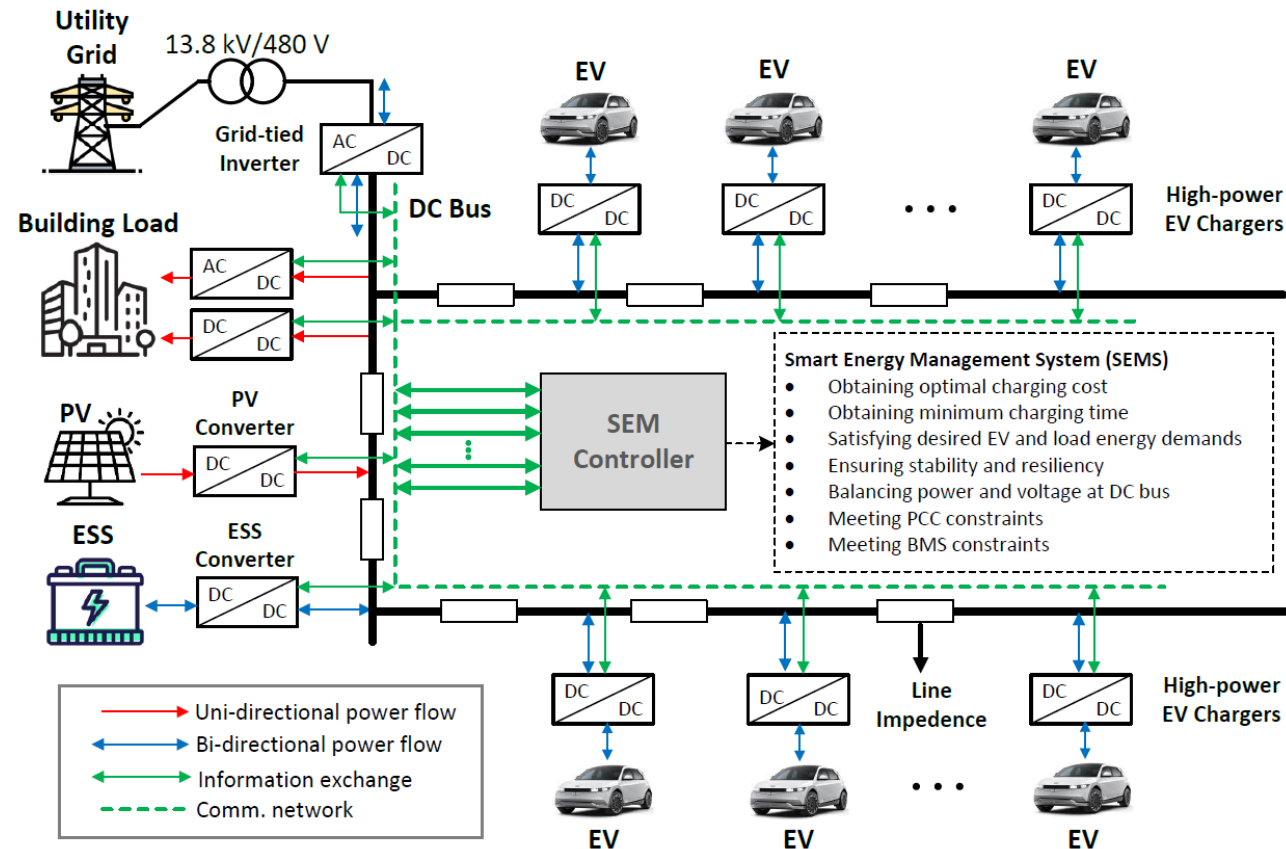 Utility
Grid
13.8 kV/480 V
EV
EV
EV
Grid-tied
Inverter
AC
DC
DC Bus
DC
DC
DC
DC
• • •
DC
DC
High-power
EV Chargers
Building Load
AC
DC
DC
DC
PV
PV
Converter
DC
DC
ESS
ESS
Converter
DC
DC
SEM
Controller
Smart Energy Management System (SEMS)
• Obtaining optimal charging cost
• Obtaining minimum charging time
• Satisfying desired EV and load energy demands
• Ensuring stability and resiliency
• Balancing power and voltage at DC bus
• Meeting PCC constraints
• Meeting BMS constraints
DC
DC
DC
DC
Line
Impedence
DC
DC
High-power
EV Chargers
• • •
EV
EV
EV
Uni-directional power flow
Bi-directional power flow
Information exchange
Comm. network